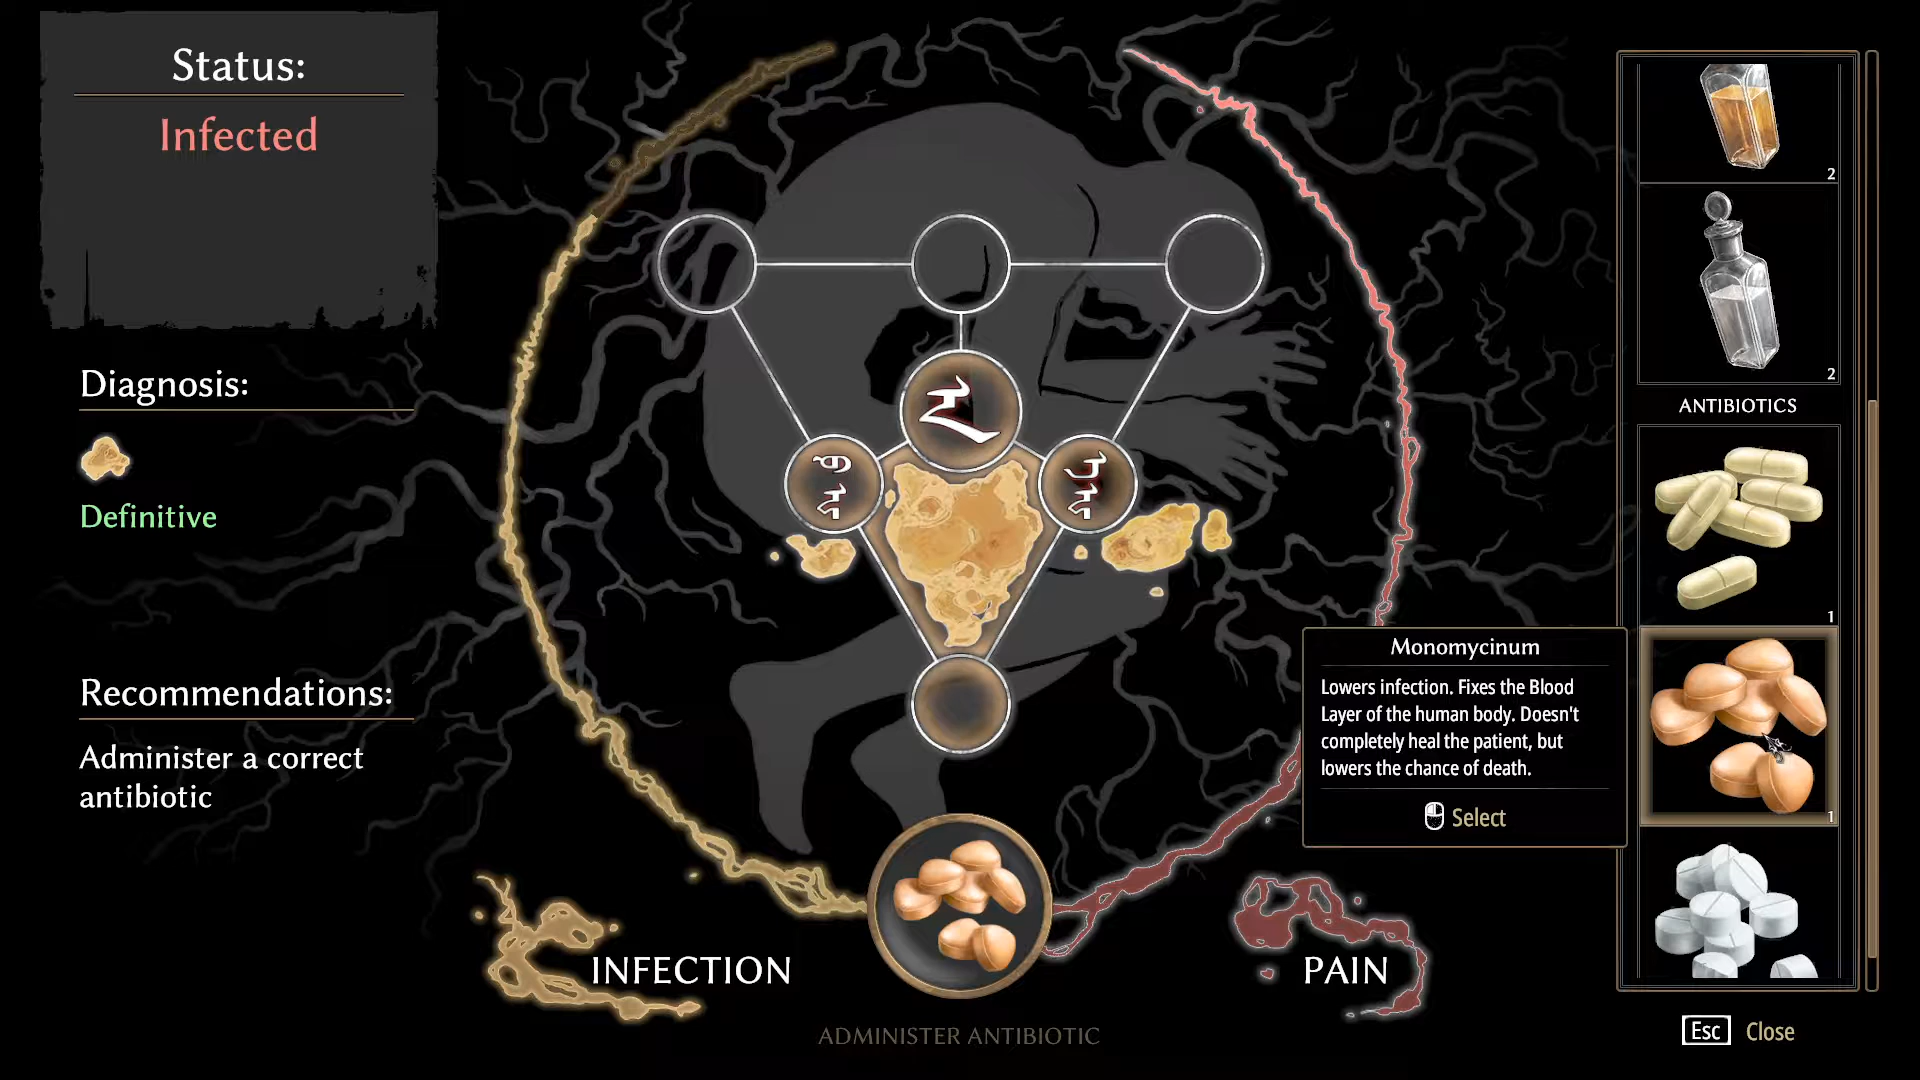 Status:
Infected
Diagnosis:
Definitive
Recommendations:
Administer a correct
antibiotic
INFECTION
PAIN
ADMINISTER ANTIBIOTIC
2
2
ANTIBIOTICS
1
1
Monomycinum
Lowers infection. Fixes the Blood
Layer of the human body. Doesn't
completely heal the patient, but
lowers the chance of death.
Select
Esc Close